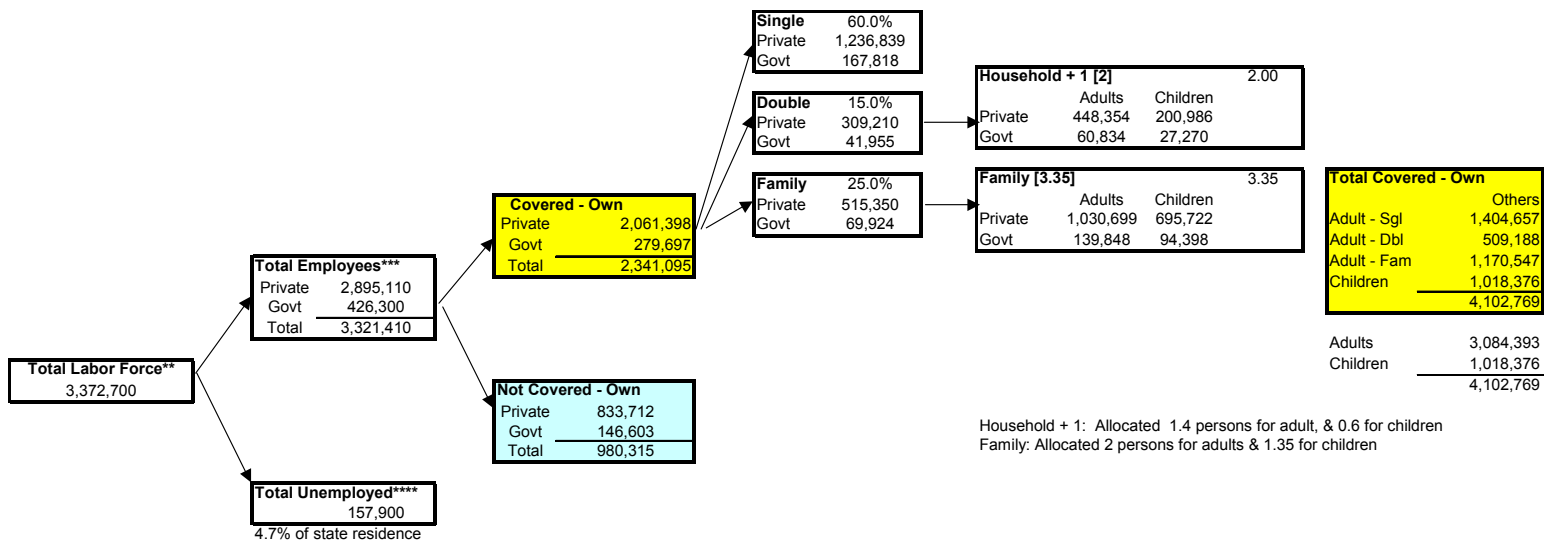 Single 60.0%
Private 1,236,839
Govt 167,818
Double 15.0%
Private 309,210
Govt 41,955
Family 25.0%
Private 515,350
Govt 69,924
Household + 1 [2] 2.00
Adults Children
Private 448,354 200,986
Govt 60,834 27,270
Family [3.35] 3.35
Adults Children
Private 1,030,699 695,722
Govt 139,848 94,398
Total Covered - Own
Others
Adult - Sgl 1,404,657
Adult - Dbl 509,188
Adult - Fam 1,170,547
Children 1,018,376
4,102,769
Adults 3,084,393
Children 1,018,376
4,102,769
Covered - Own
Private 2,061,398
Govt 279,697
Total 2,341,095
Total Employees***
Private 2,895,110
Govt 426,300
Total 3,321,410
Total Labor Force**
3,372,700
Not Covered - Own
Private 833,712
Govt 146,603
Total 980,315
Household + 1: Allocated 1.4 persons for adult, & 0.6 for children
Family: Allocated 2 persons for adults & 1.35 for children
Total Unemployed****
157,900
4.7% of state residence